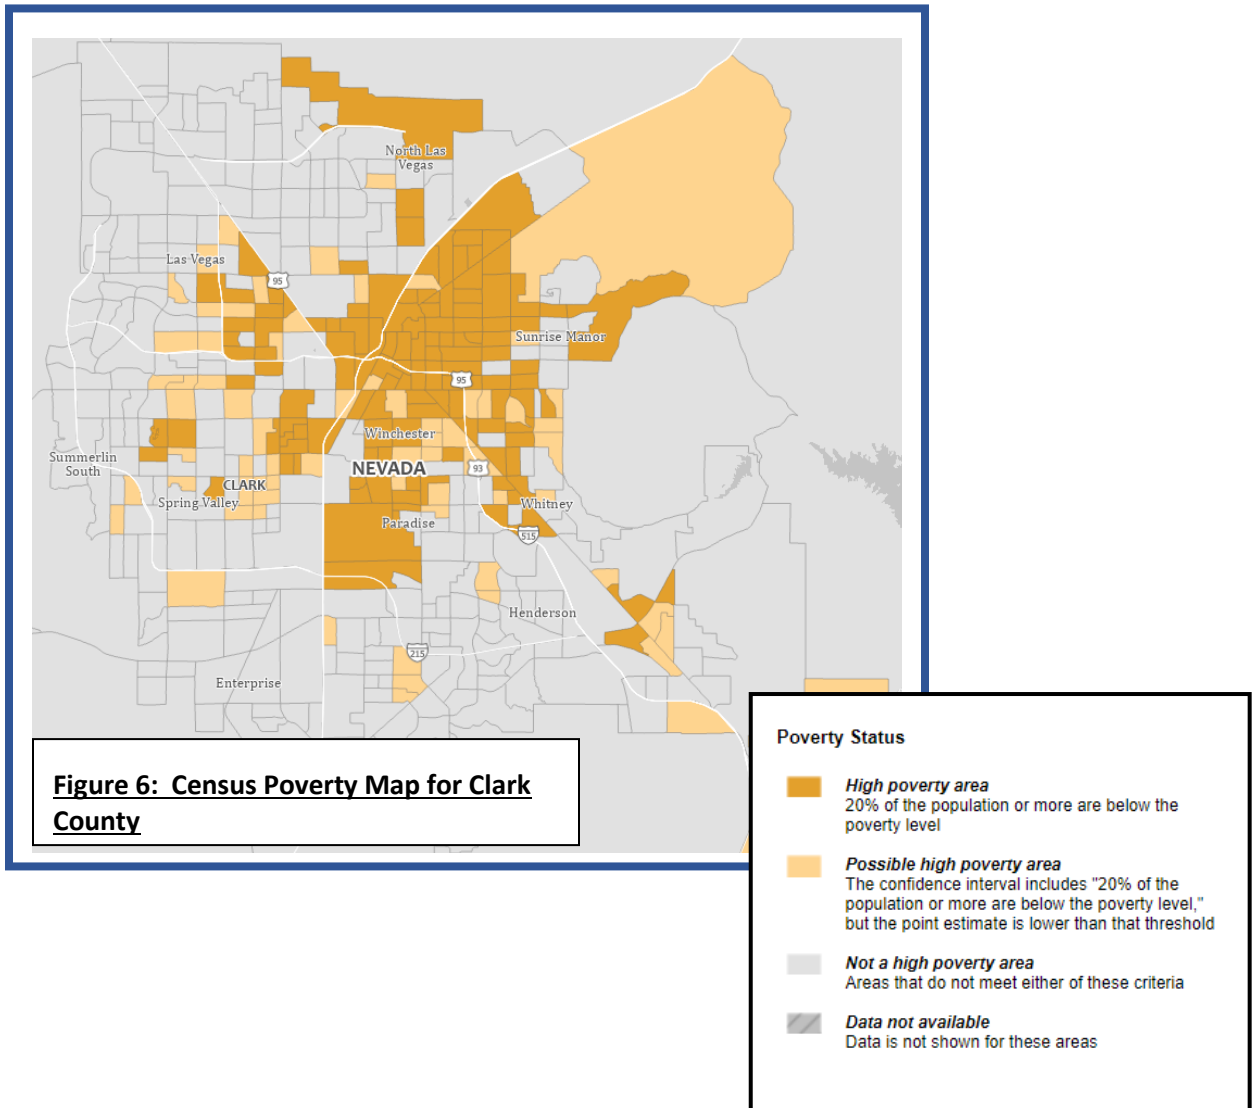 North Las
Vegas
Las Vegas
95
Sunrise Manor
95
Winchester
Summerlin
South
NEVADA
93
CLARK
Spring Valley
Whitney
Paradise
515
Henderson
215
Enterprise
Figure 6: Census Poverty Map for Clark
County
Poverty Status
High poverty area
20% of the population or more are below the
poverty level
Possible high poverty area
The confidence interval includes "20% of the
population or more are below the poverty level,"
but the point estimate is lower than that threshold
Not a high poverty area
Areas that do not meet either of these criteria
Data not available
Data is not shown for these areas